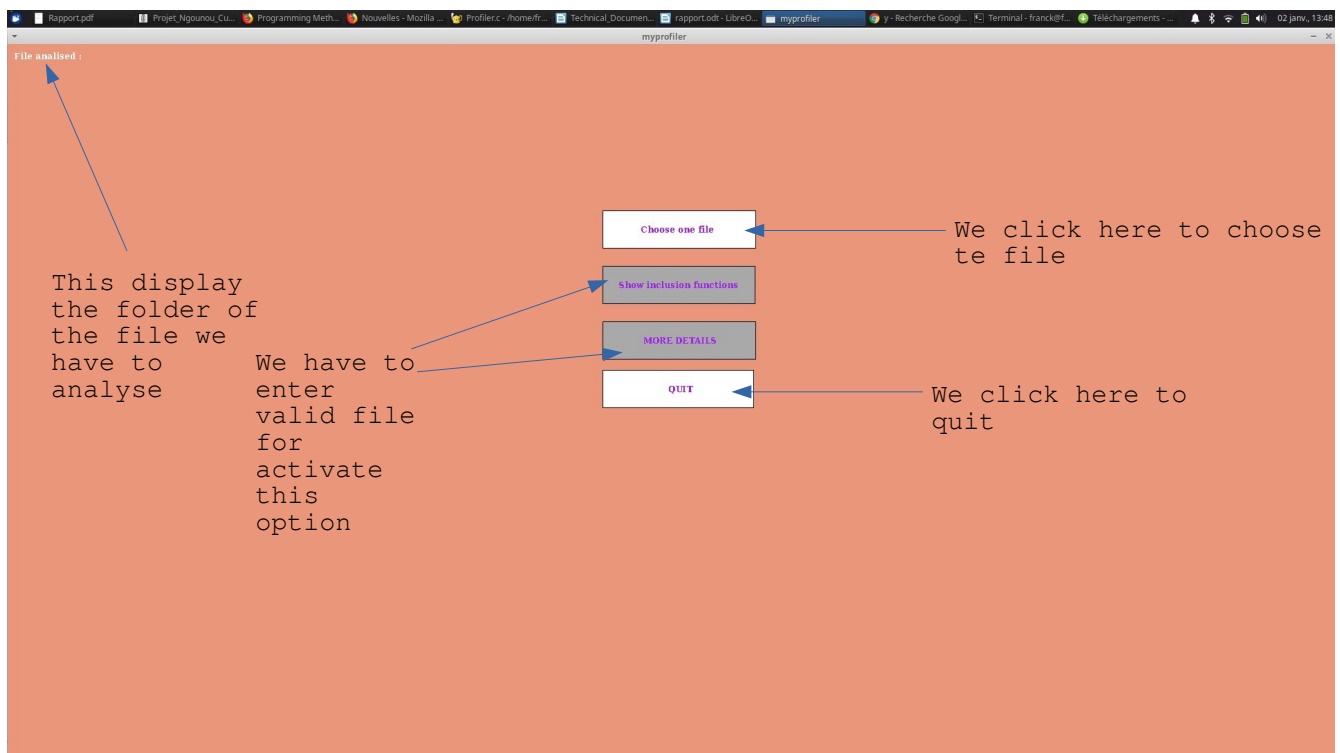 Rapport.pdf Projet_Ngounou_Cu... Programming Meth... Nouvelles - Mozilla ... Profiler.c - /home/fr... Technical_Documen... rapport.odt - LibreO... myprofiler y - Recherche Googl... Terminal - franck@f... Téléchargements - ... 02 janv., 13:48
myprofiler
File analised :
Choose one file
We click here to choose
te file
Show inclusion functions
This display
the folder of
the file we
have to
analyse
MORE DETAILS
We have to
enter
valid file
for
activate
this
option
QUIT
We click here to
quit